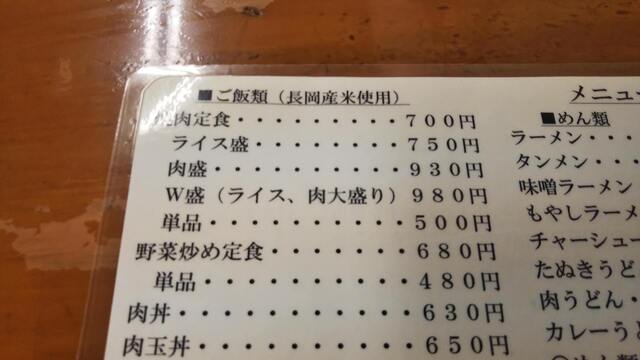 ■ご飯類（長岡産米使用）
肉定食・・・・・・・・・７００円
ライス盛・・・・・・・・７５０円
肉盛・・・・・・・・・・９３０円
Ｗ盛（ライス、肉大盛り）９８０円
単品・・・・・・・・・・５００円
野菜炒め定食・・・・・・・６８０円
単品・・・・・・・・・・４８０円
肉丼・・・・・・・・・・・６３０円
肉玉丼・・・・・・・・・・６５０円
メニュー
■めん類
ラーメン・・・
タンメン・・・
味噌ラーメン
もやしラーメ
チャーシュー
たぬきうど
肉うどん・
カレーうど